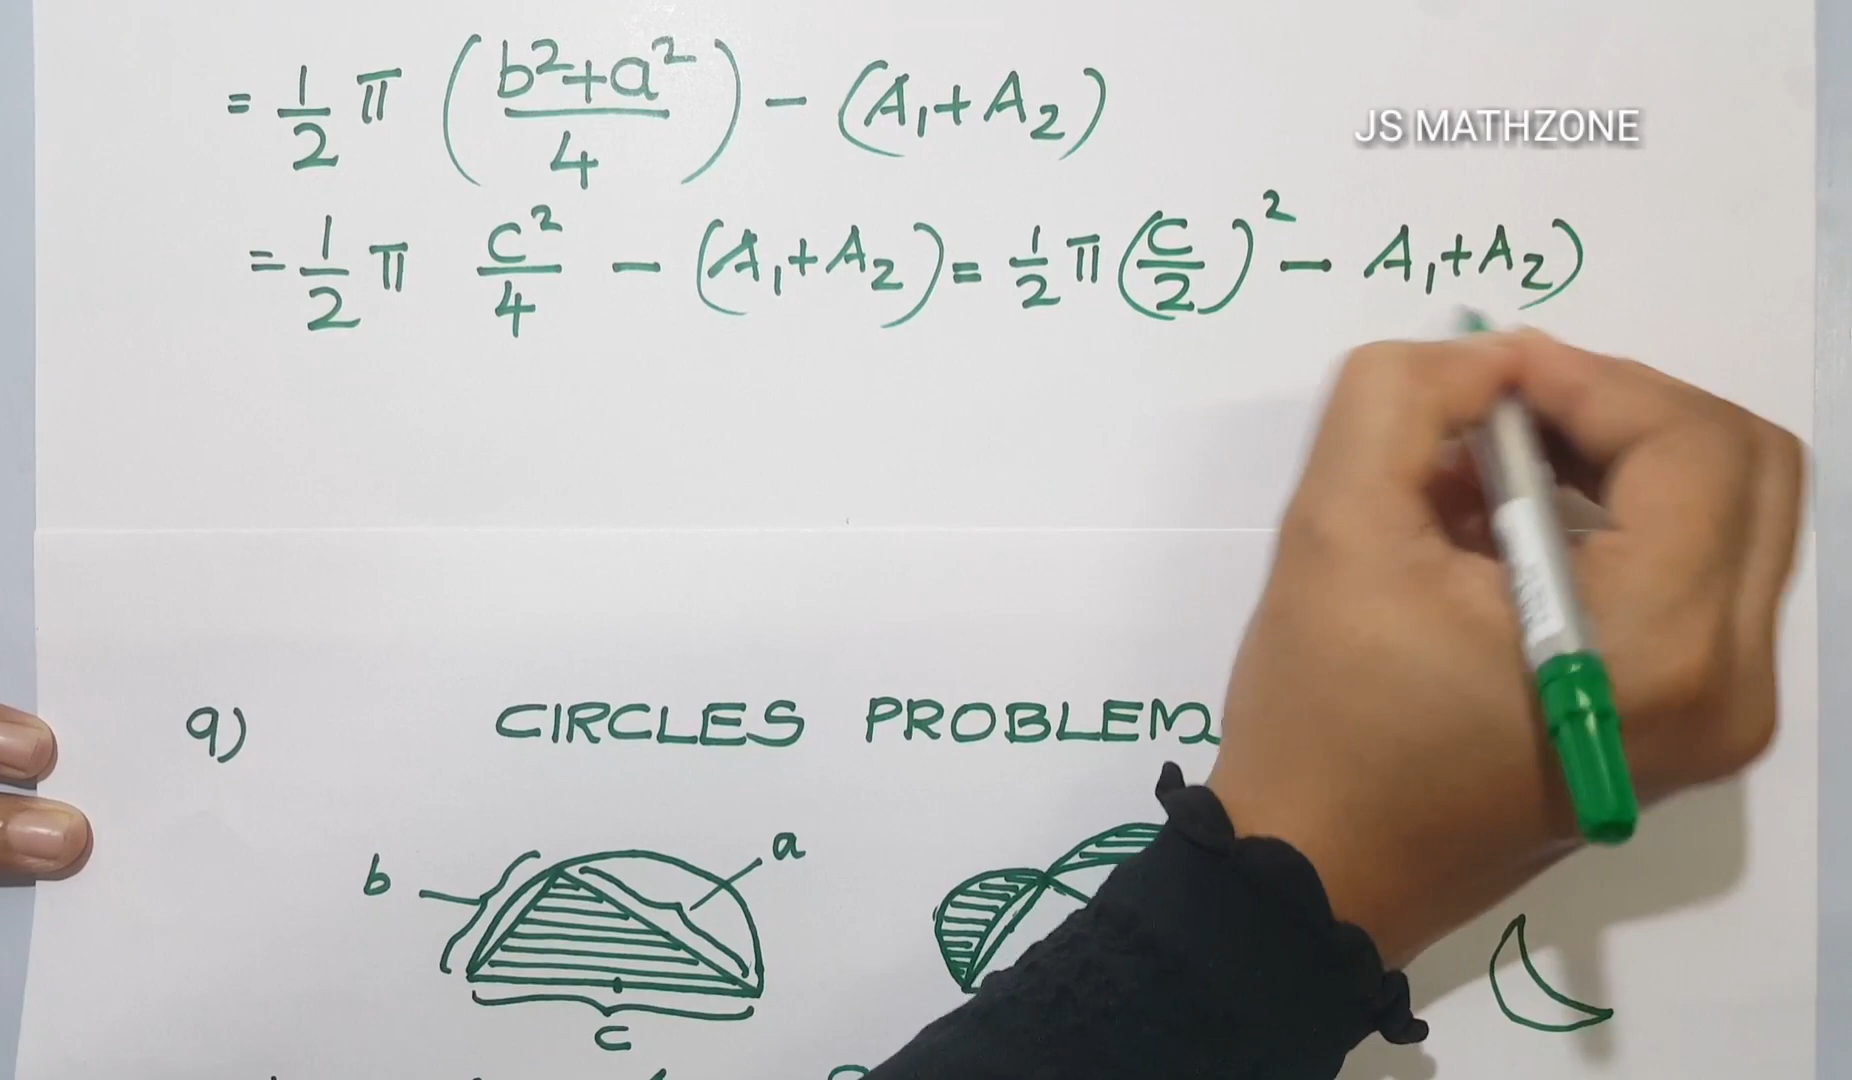 = 1/2 π ( b²+a² / 4 ) - (A₁+A₂)
JS MATHZONE
= 1/2 π c²/4 - (A₁+A₂) = 1/2 π (c/2)² - A₁+A₂)
9) CIRCLES PROBLEM
b a
c